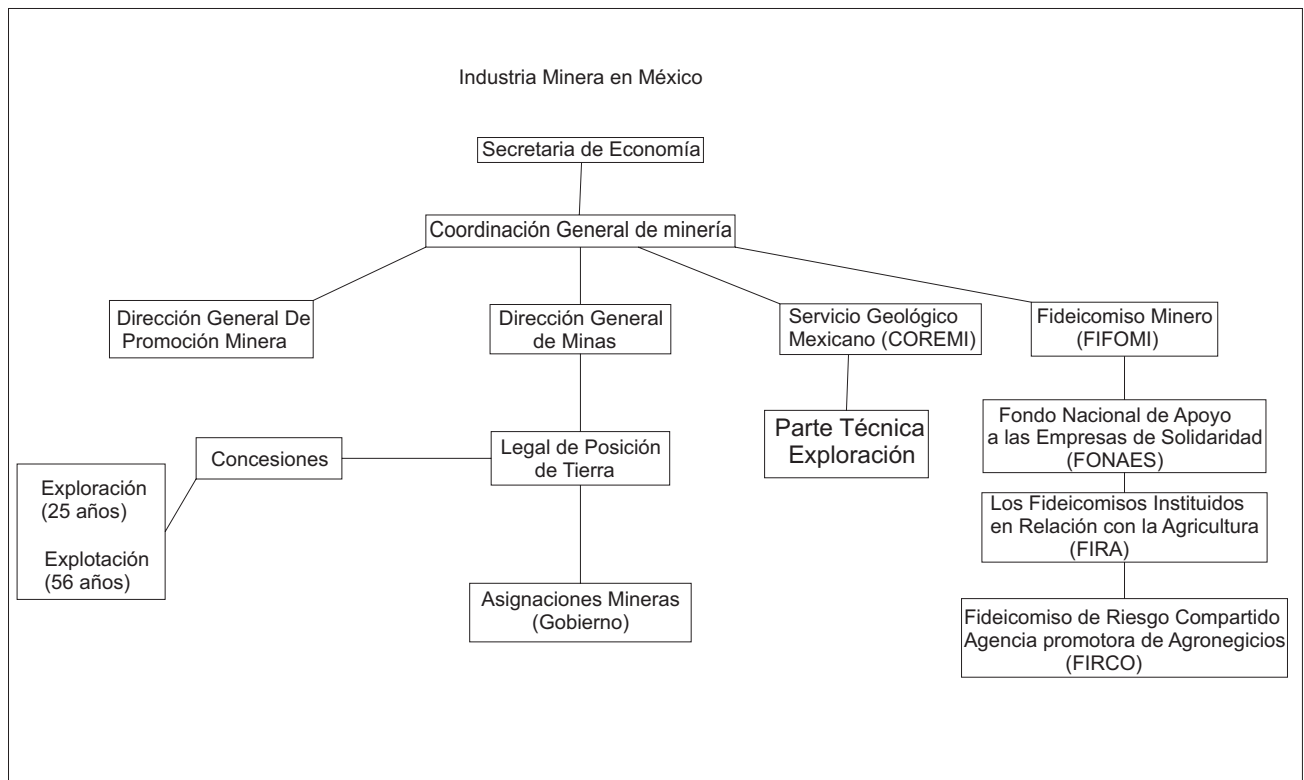 Industria Minera en México
Secretaria de Economía
Coordinación General de minería
Dirección General De
Promoción Minera
Dirección General
de Minas
Servicio Geológico
Mexicano (COREMI)
Fideicomiso Minero
(FIFOMI)
Parte Técnica
Exploración
Fondo Nacional de Apoyo
a las Empresas de Solidaridad
(FONAES)
Legal de Posición
de Tierra
Concesiones
Exploración
(25 años)
Explotación
(56 años)
Los Fideicomisos Instituidos
en Relación con la Agricultura
(FIRA)
Asignaciones Mineras
(Gobierno)
Fideicomiso de Riesgo Compartido
Agencia promotora de Agronegicios
(FIRCO)